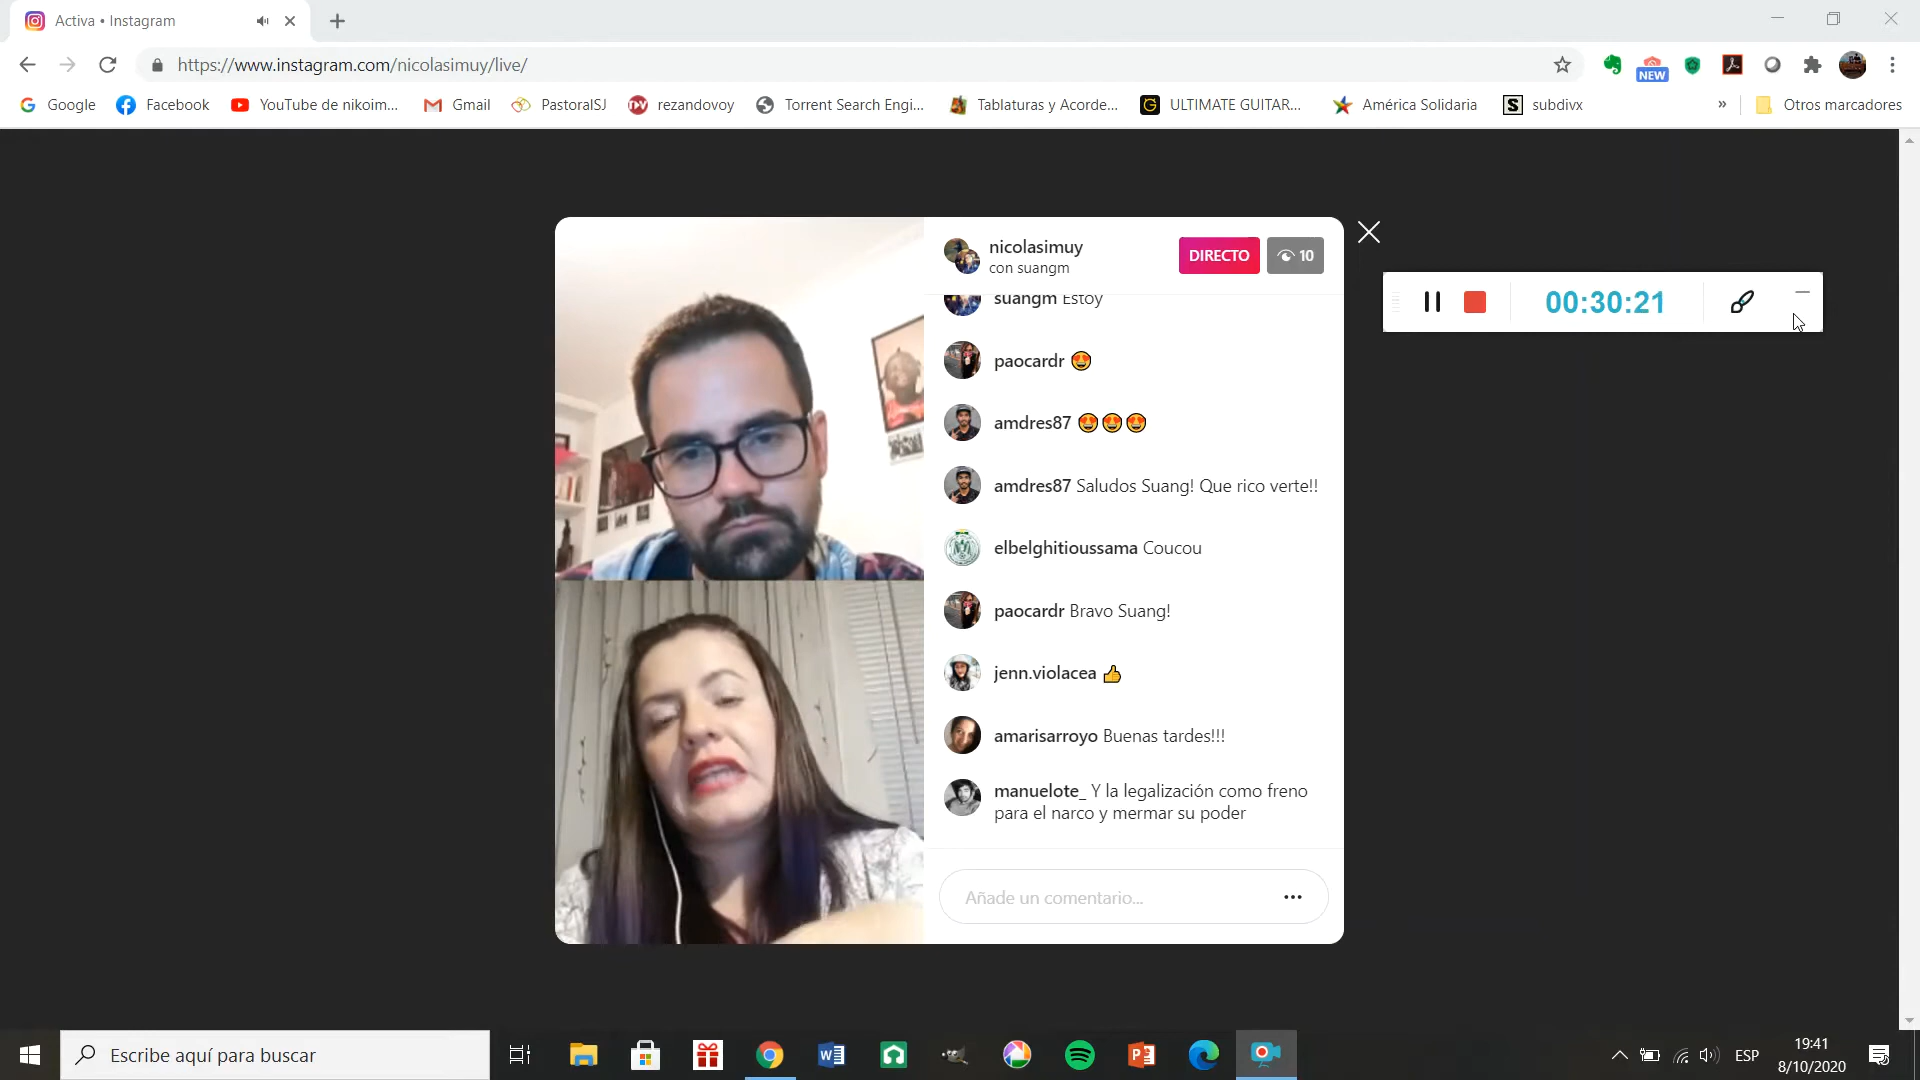 Activa • Instagram
https://www.instagram.com/nicolasimuy/live/
NEW
Google
Facebook
YouTube de nikoim...
Gmail
PastoralSJ
rezandovoy
Torrent Search Engi...
Tablaturas y Acorde...
ULTIMATE GUITAR...
América Solidaria
subdivx
»
Otros marcadores
nicolasimuy
con suangm
DIRECTO
10
suangm Estoy
paocardr 😍
amdres87 😍😍😍
amdres87 Saludos Suang! Que rico verte!!
elbelghitioussama Coucou
paocardr Bravo Suang!
jenn.violacea 👍
amarisarroyo Buenas tardes!!!
manuelote_ Y la legalización como freno
para el narco y mermar su poder
Añade un comentario...
00:30:21
Escribe aquí para buscar
ESP
19:41
8/10/2020